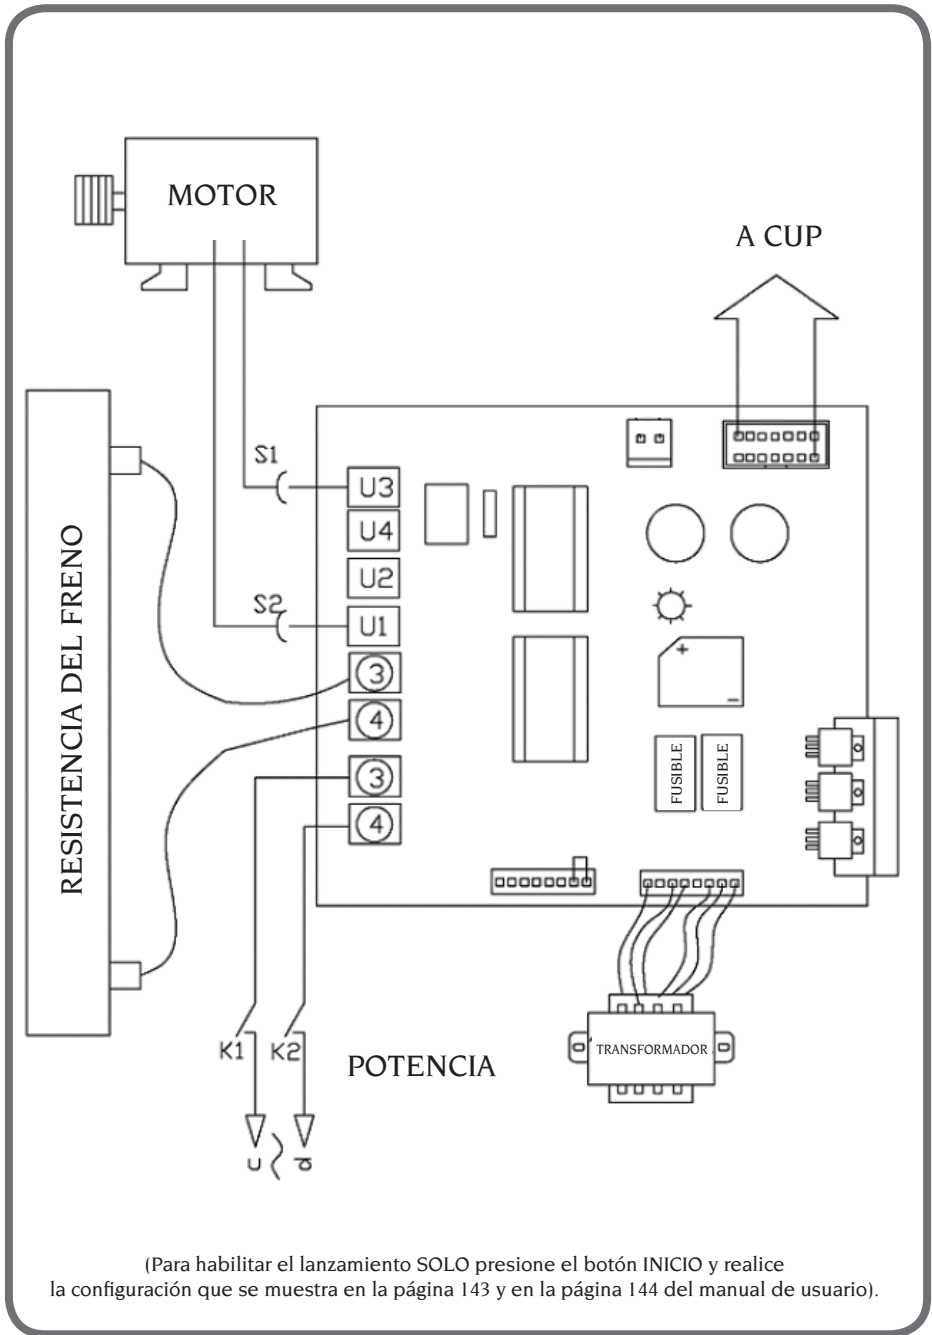 MOTOR
A CUP
S1
U3
U4
U2
S2
U1
3
4
3
4
RESISTENCIA DEL FRENO
+
−
FUSIBLE
FUSIBLE
K1
K2
POTENCIA
TRANSFORMADOR
c
d
(Para habilitar el lanzamiento SOLO presione el botón INICIO y realice
la configuración que se muestra en la página 143 y en la página 144 del manual de usuario).